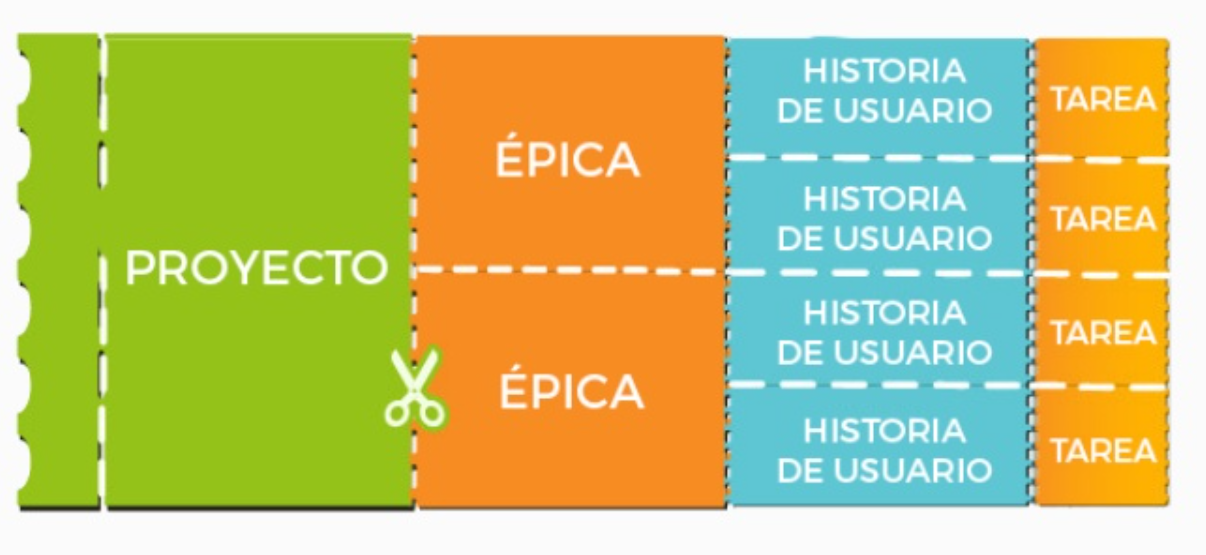 PROYECTO
ÉPICA
ÉPICA
HISTORIA
DE USUARIO
HISTORIA
DE USUARIO
HISTORIA
DE USUARIO
HISTORIA
DE USUARIO
TAREA
TAREA
TAREA
TAREA